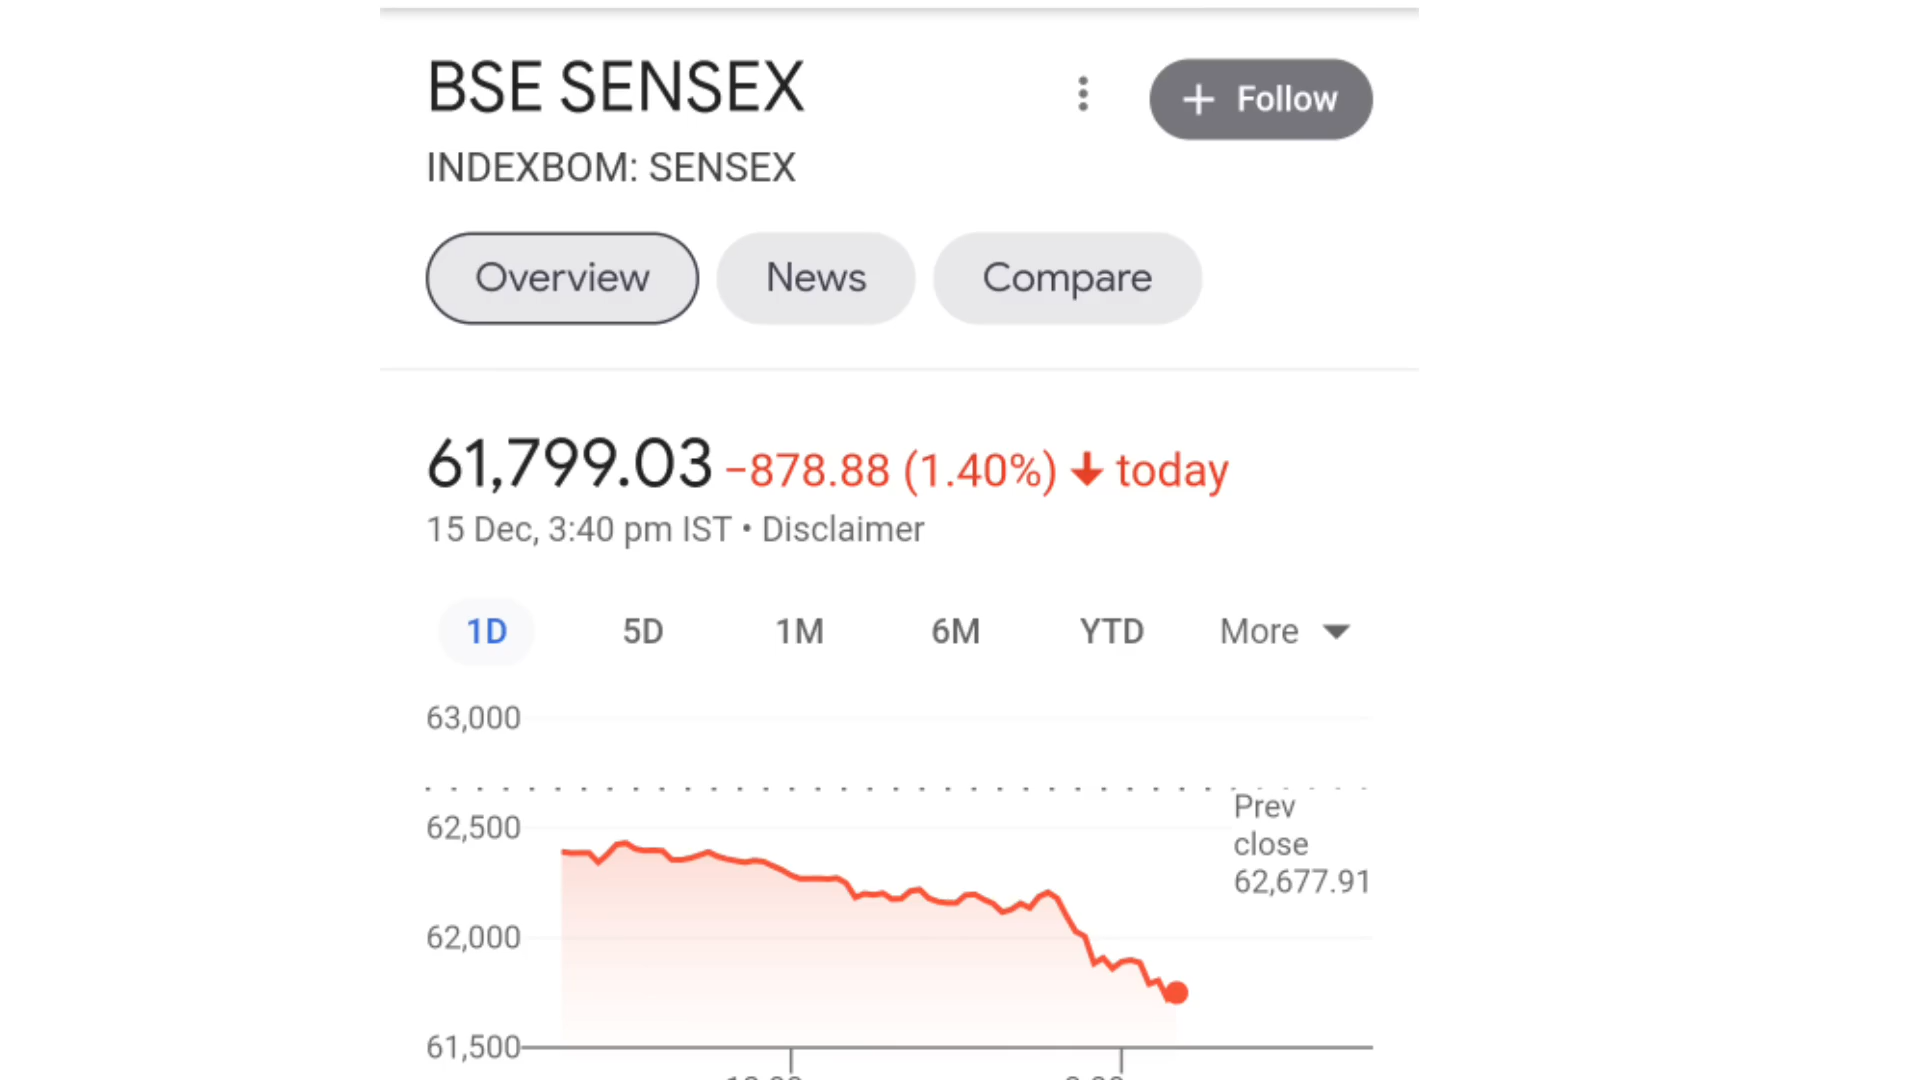 BSE SENSEX
+ Follow
INDEXBOM: SENSEX
Overview
News
Compare
61,799.03 -878.88 (1.40%) ↓ today
15 Dec, 3:40 pm IST • Disclaimer
1D 5D 1M 6M YTD More
63,000
Prev
close
62,677.91
62,500
62,000
61,500